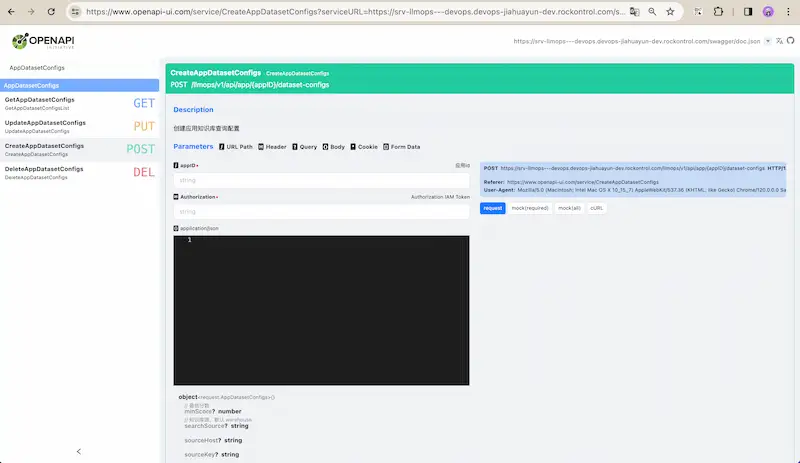 https://www.openapi-ui.com/service/CreateAppDatasetConfigs?serviceURL=https://srv-llmops---devops.devops-jiahuayun-dev.rockontrol.com/s...
OPENAPI
INITIATIVE
https://srv-llmops---devops.devops-jiahuayun-dev.rockontrol.com/swagger/doc.json
AppDatasetConfigs
AppDatasetConfigs
GetAppDatasetConfigs
GetAppDatasetConfigsList
GET
UpdateAppDatasetConfigs
UpdateAppDatasetConfigs
PUT
CreateAppDatasetConfigs
CreateAppDatasetConfigs
POST
DeleteAppDatasetConfigs
DeleteAppDatasetConfigs
DEL
CreateAppDatasetConfigs CreateAppDatasetConfigs
POST /llmops/v1/api/app/{appID}/dataset-configs
Description
创建应用知识库查询配置
Parameters URL Path Header Query Body Cookie Form Data
appID* 应用id
string
Authorization* Authorization IAM Token
string
application/json
1
POST https://srv-llmops---devops.devops-jiahuayun-dev.rockontrol.com/llmops/v1/api/app/{appID}/dataset-configs HTTP/1
Referer: https://www.openapi-ui.com/service/CreateAppDatasetConfigs
User-Agent: Mozilla/5.0 (Macintosh; Intel Mac OS X 10_15_7) AppleWebKit/537.36 (KHTML, like Gecko) Chrome/120.0.0.0 Sa
request mock(required) mock(all) cURL
object<request.AppDatasetConfigs>{}
// 最低分数
minScore? number
searchSource? string
sourceHost? string
sourceKey? string